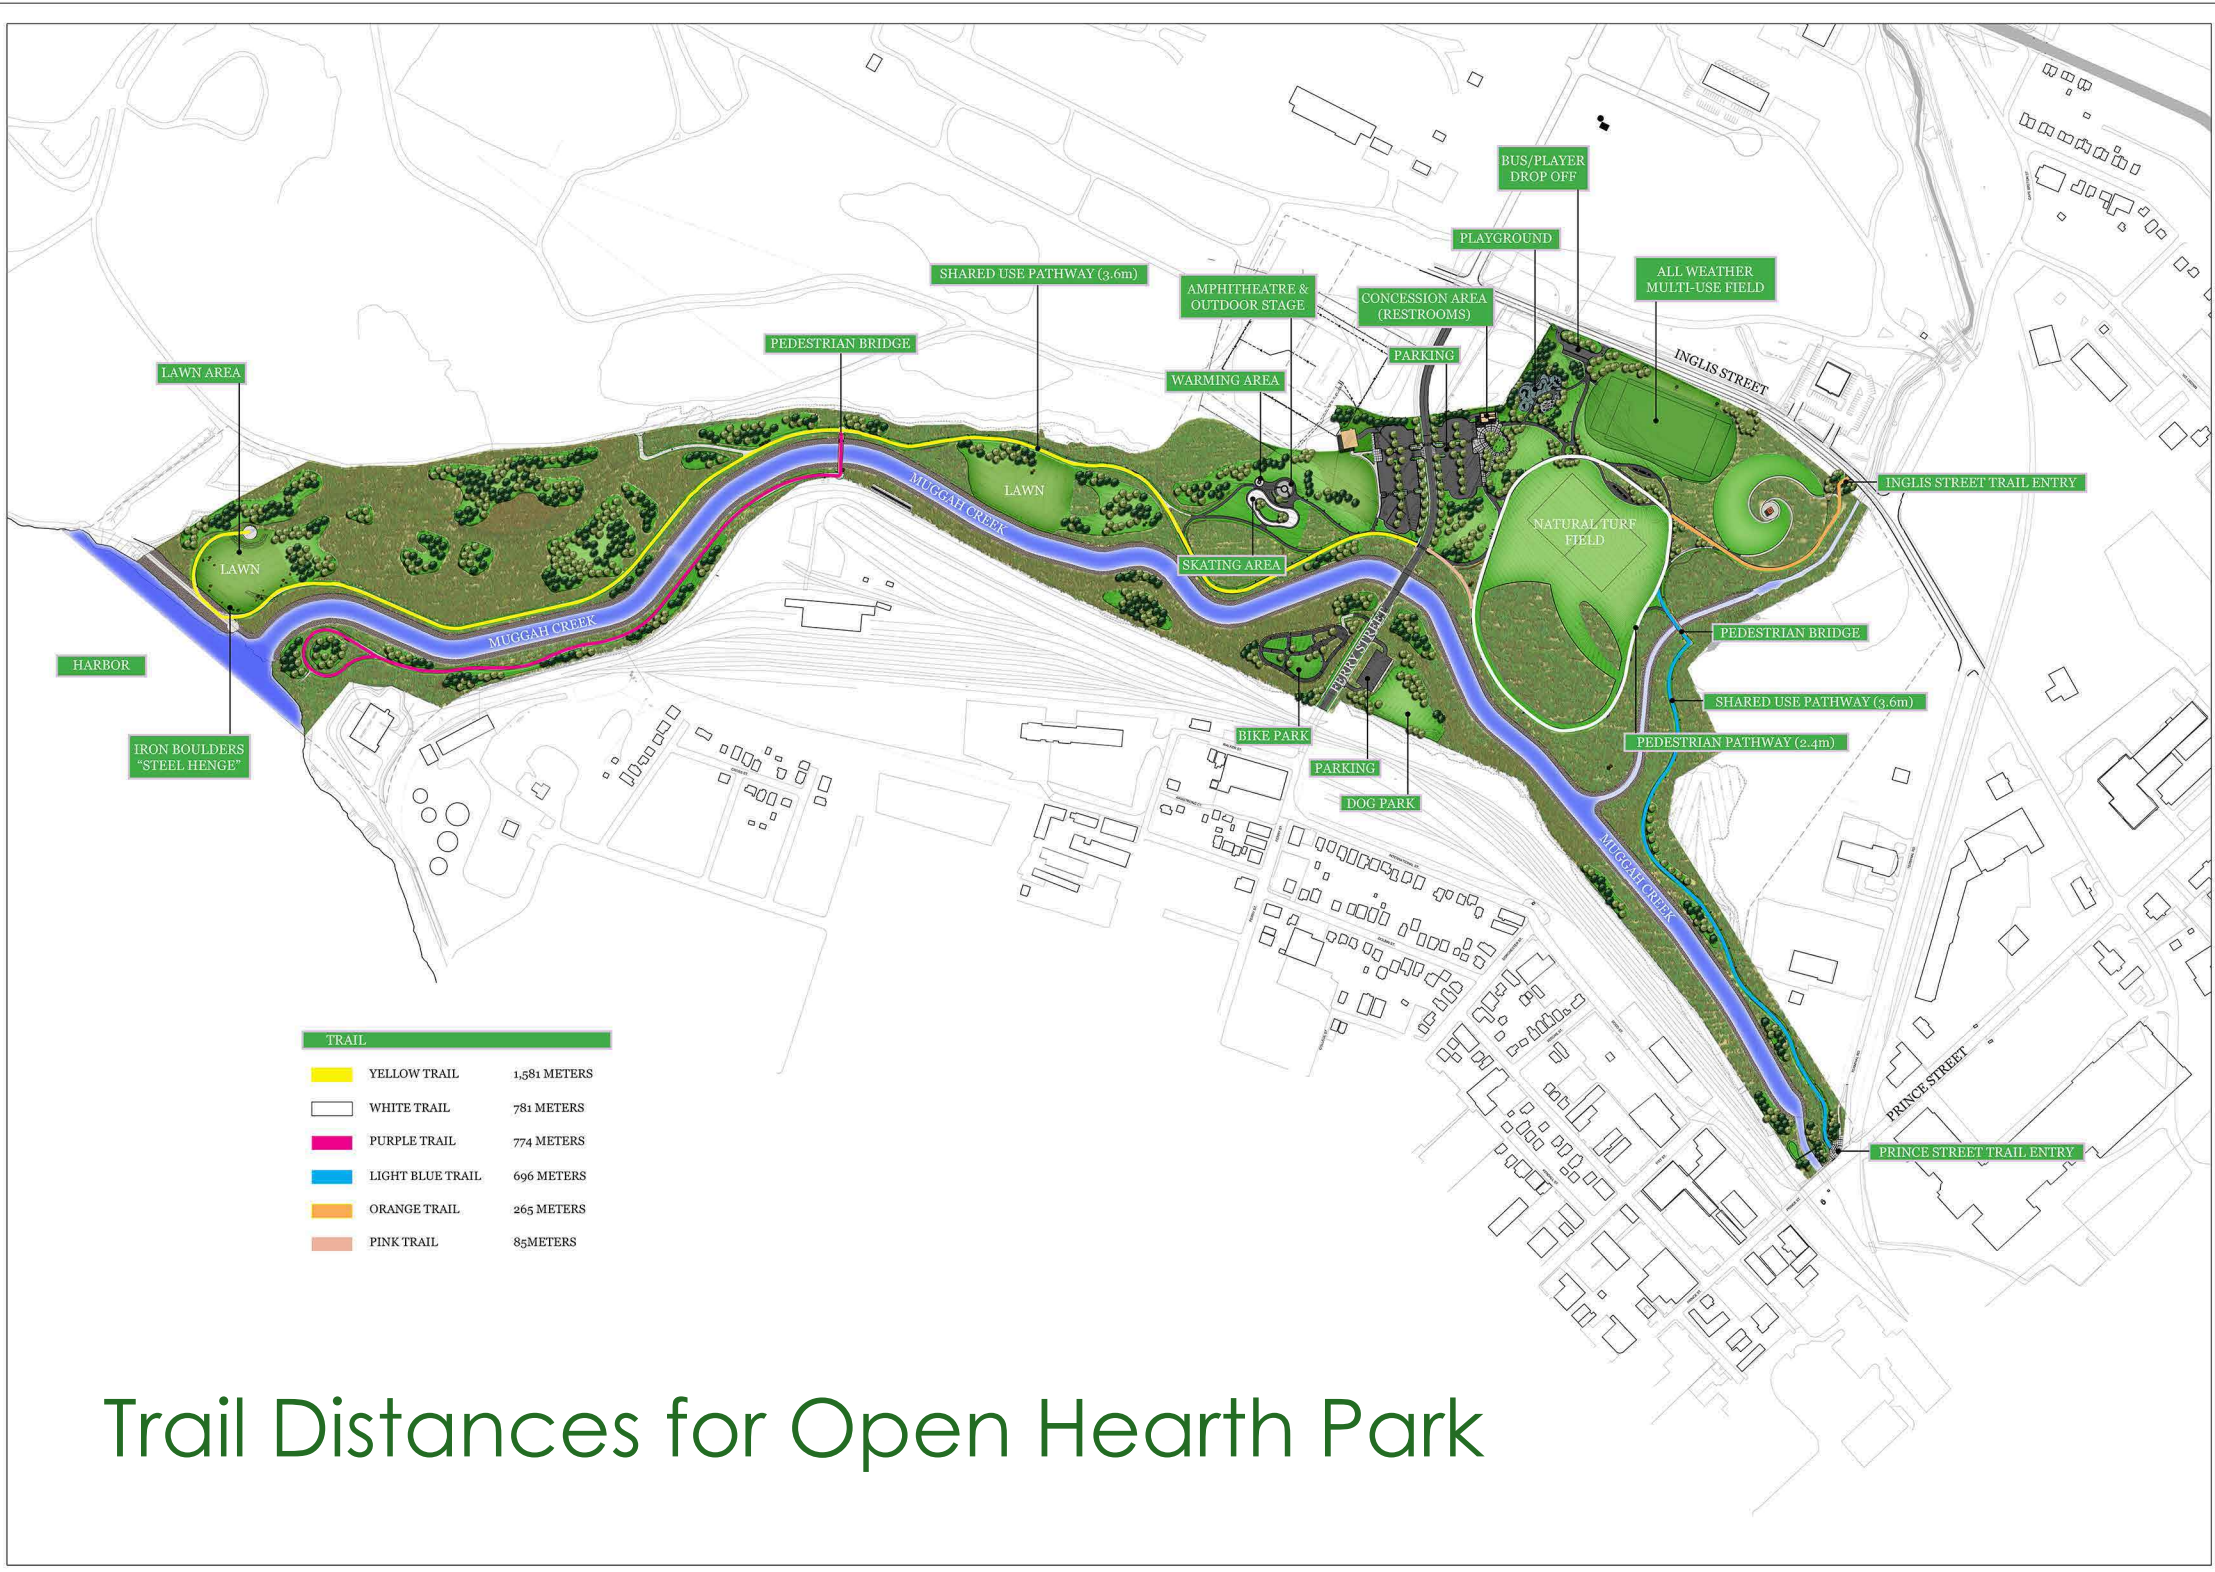 BUS/PLAYER
DROP OFF
PLAYGROUND
ALL WEATHER
MULTI-USE FIELD
SHARED USE PATHWAY (3.6m)
AMPHITHEATRE &
OUTDOOR STAGE
CONCESSION AREA
(RESTROOMS)
PEDESTRIAN BRIDGE
PARKING
INGLIS STREET
LAWN AREA
WARMING AREA
MUGGAH CREEK
LAWN
INGLIS STREET TRAIL ENTRY
NATURAL TURF
FIELD
LAWN
SKATING AREA
MUGGAH CREEK
PEDESTRIAN BRIDGE
HARBOR
FERRY STREET
SHARED USE PATHWAY (3.6m)
IRON BOULDERS
“STEEL HENGE”
BIKE PARK
PEDESTRIAN PATHWAY (2.4m)
PARKING
DOG PARK
MUGGAH CREEK
PRINCE STREET
PRINCE STREET TRAIL ENTRY
TRAIL
YELLOW TRAIL 1,581 METERS
WHITE TRAIL 781 METERS
PURPLE TRAIL 774 METERS
LIGHT BLUE TRAIL 696 METERS
ORANGE TRAIL 265 METERS
PINK TRAIL 85METERS
Trail Distances for Open Hearth Park